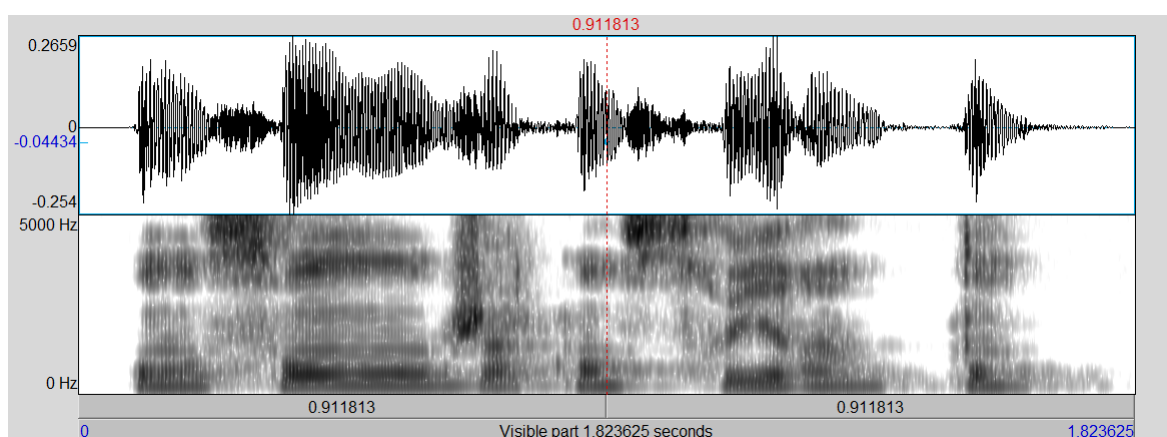 0.911813
0.2659
0
-0.04434
-0.254
5000 Hz
0 Hz
0.911813 0.911813
0 Visible part 1.823625 seconds 1.823625